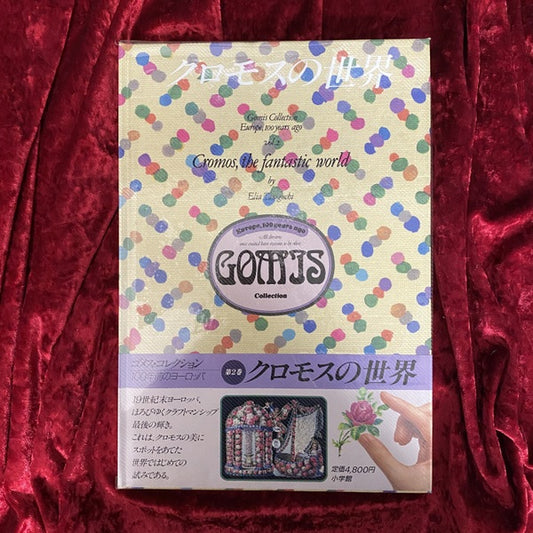 クロモスの世界
Gomis Collection
Europe, 100 years ago
vol. 2
Cromos, the fantastic world
by
Elia
Europe, 100 years ago
GOMIS
Collection
ゴミス・コレクション
100年前のヨーロッパ
第2巻
クロモスの世界
19世紀末ヨーロッパ、
ほろびゆくクラフトマンシップ
最後の輝き。
これは、クロモスの美に
スポットをあてた
世界ではじめての
試みである。
定価4,800円
小学館